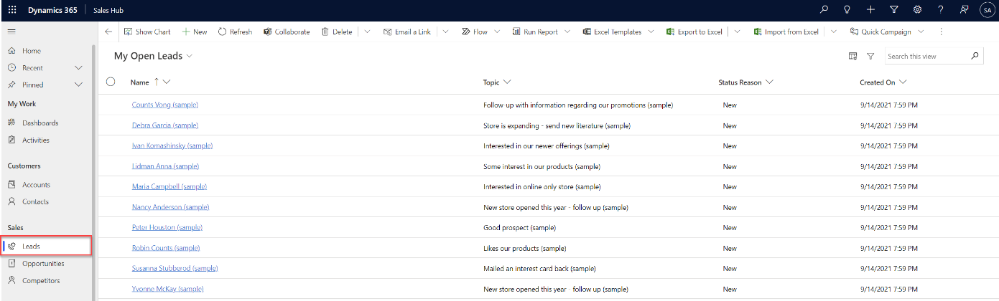 Dynamics 365 Sales Hub SA
Show Chart New Refresh Collaborate Delete Email a Link Flow Run Report Excel Templates Export to Excel Import from Excel Quick Campaign
Home
Recent
Pinned
My Work
Dashboards
Activities
Customers
Accounts
Contacts
Sales
Leads
Opportunities
Competitors
My Open Leads Search this view
Name Topic Status Reason Created On
Counts Vong (sample) Follow-up with information regarding our promotions (sample) New 9/14/2021 7:59 PM
Debra Garcia (sample) Store is expanding - send new literature (sample) New 9/14/2021 7:59 PM
Ivan Komashinsky (sample) Interested in our newer offerings (sample) New 9/14/2021 7:59 PM
Lidman Anna (sample) Some interest in our products (sample) New 9/14/2021 7:59 PM
Maria Campbell (sample) Interested in online only store (sample) New 9/14/2021 7:59 PM
Nancy Anderson (sample) New store opened this year - follow up (sample) New 9/14/2021 7:59 PM
Peter Houston (sample) Good prospect (sample) New 9/14/2021 7:59 PM
Robin Counts (sample) Likes our products (sample) New 9/14/2021 7:59 PM
Susanna Stubberod (sample) Mailed an interest card back (sample) New 9/14/2021 7:59 PM
Yvonne McKay (sample) New store opened this year - follow up (sample) New 9/14/2021 7:59 PM